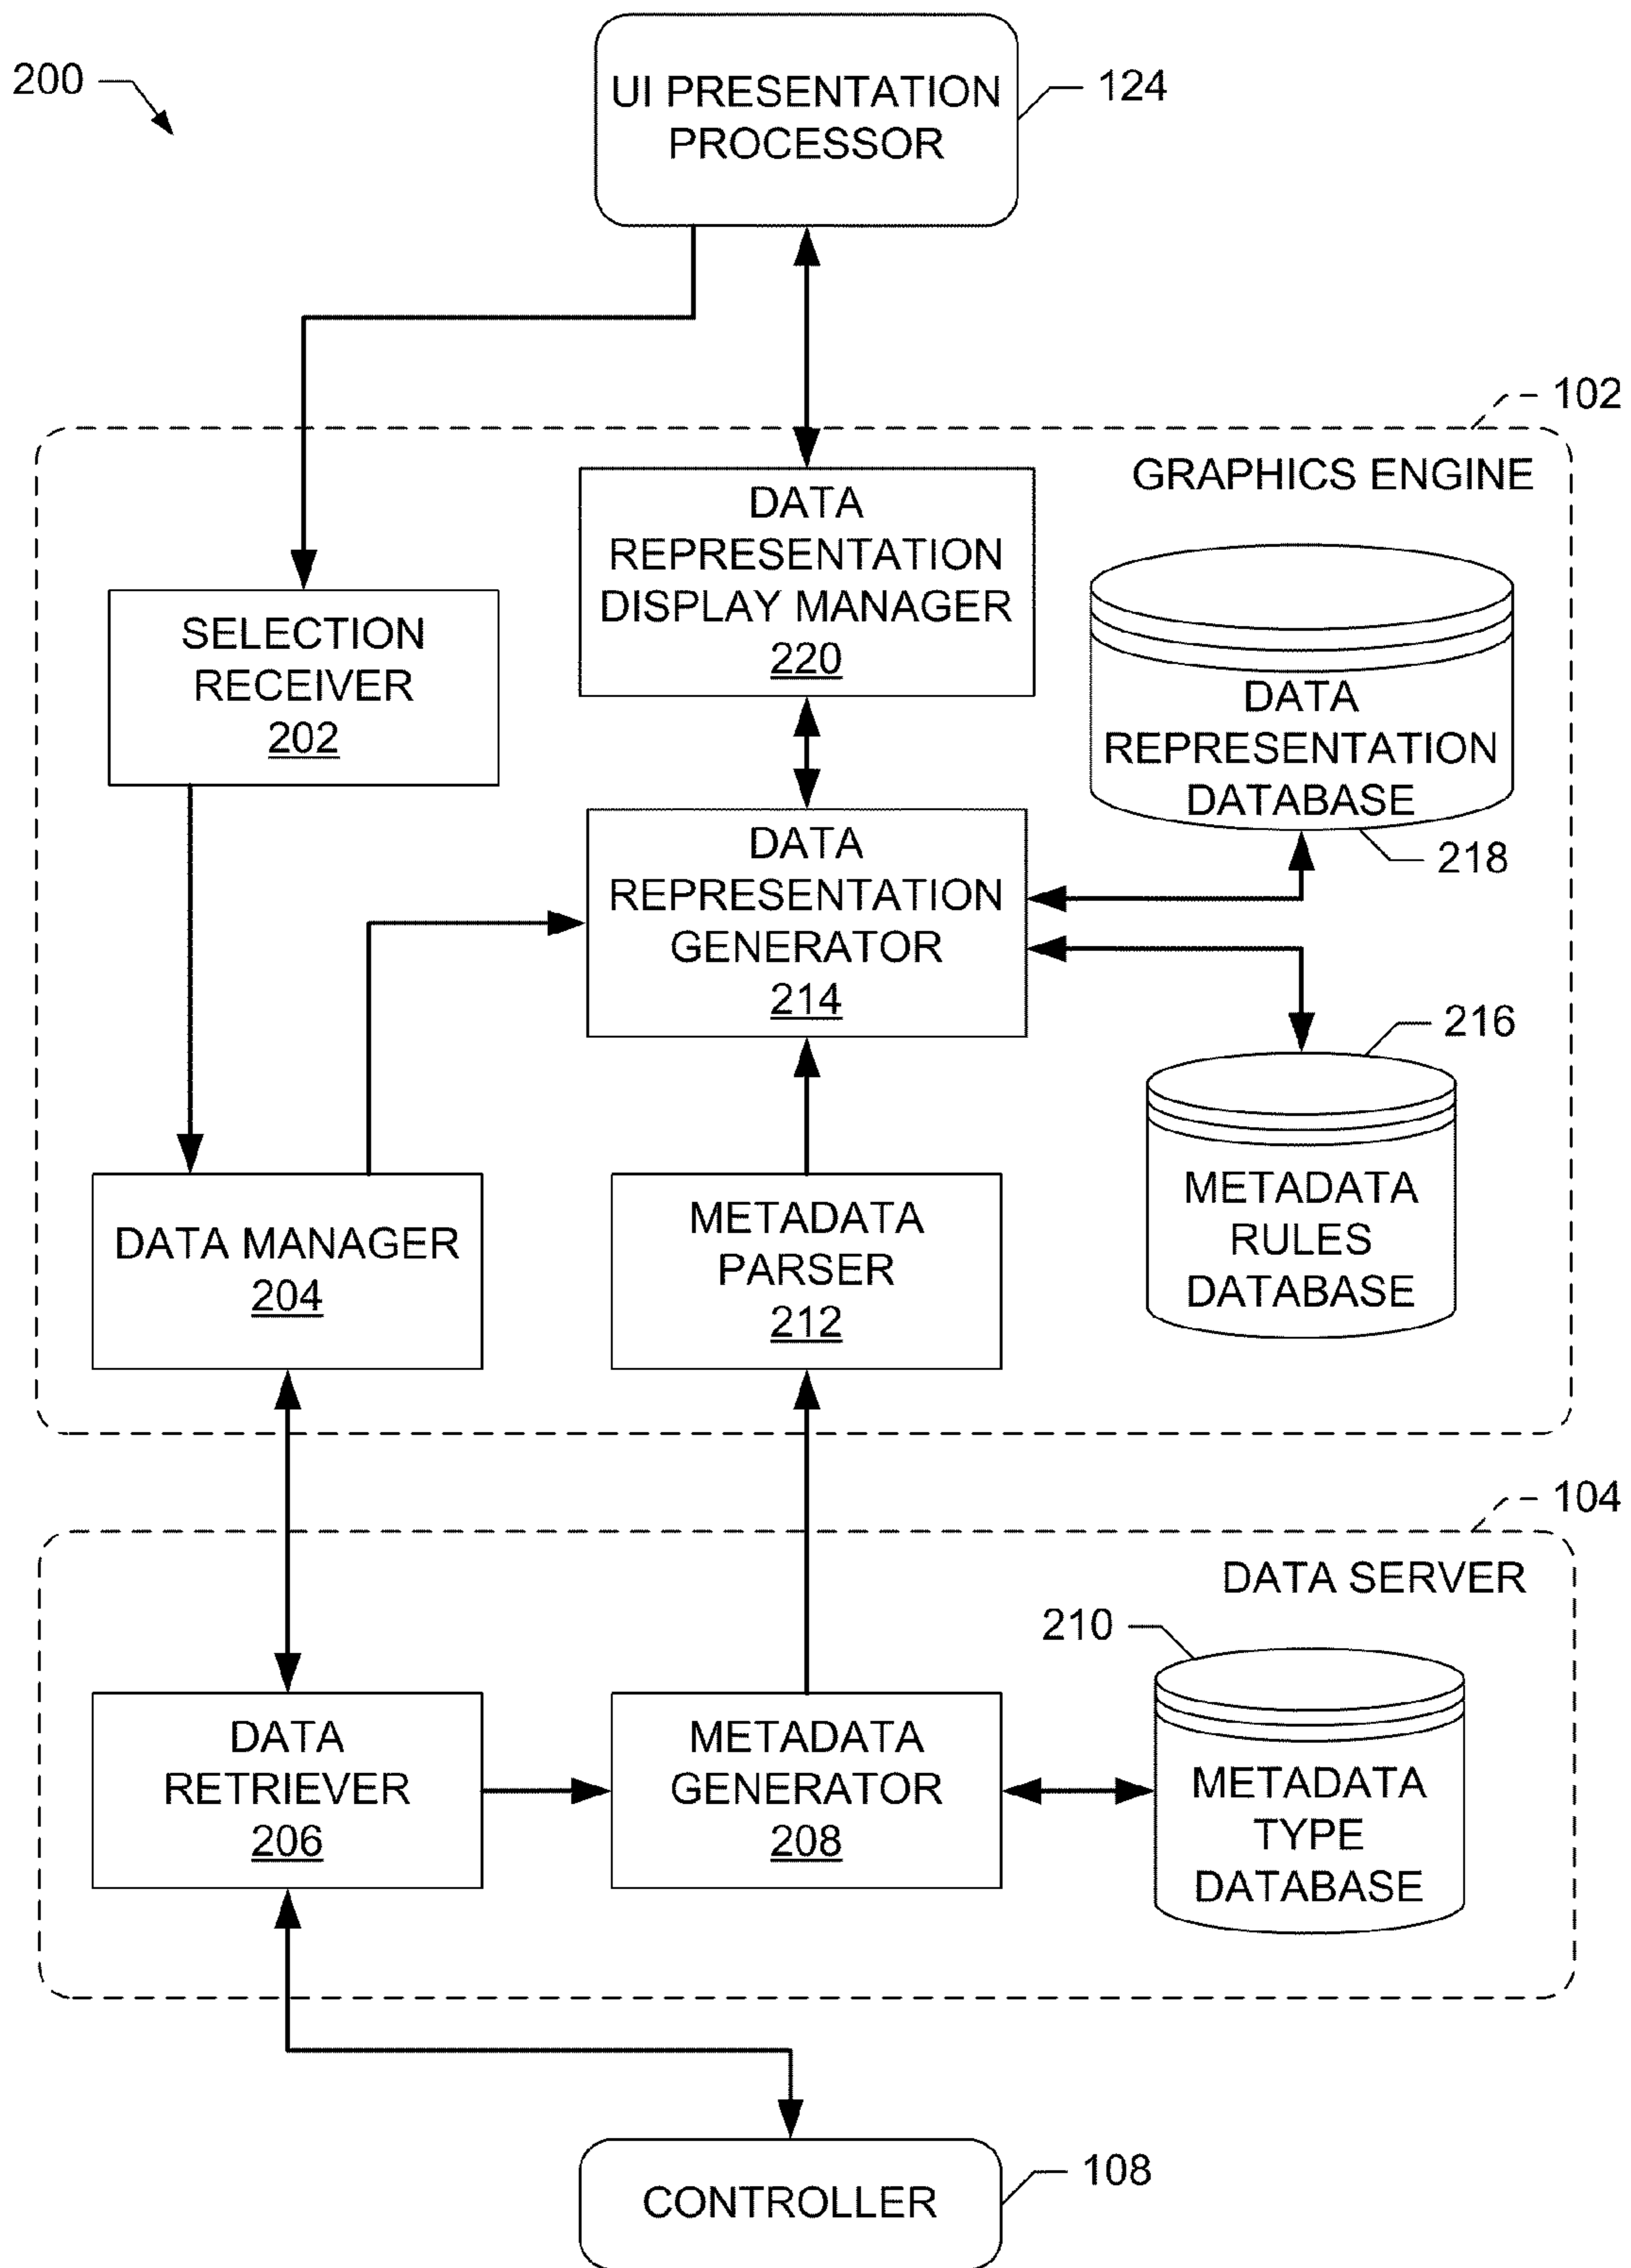 200
UI PRESENTATION
PROCESSOR
124
102
GRAPHICS ENGINE
DATA
REPRESENTATION
DISPLAY MANAGER
220
SELECTION
RECEIVER
202
DATA
REPRESENTATION
DATABASE
218
DATA
REPRESENTATION
GENERATOR
214
216
METADATA
RULES
DATABASE
DATA MANAGER
204
METADATA
PARSER
212
104
DATA SERVER
210
DATA
RETRIEVER
206
METADATA
GENERATOR
208
METADATA
TYPE
DATABASE
CONTROLLER
108